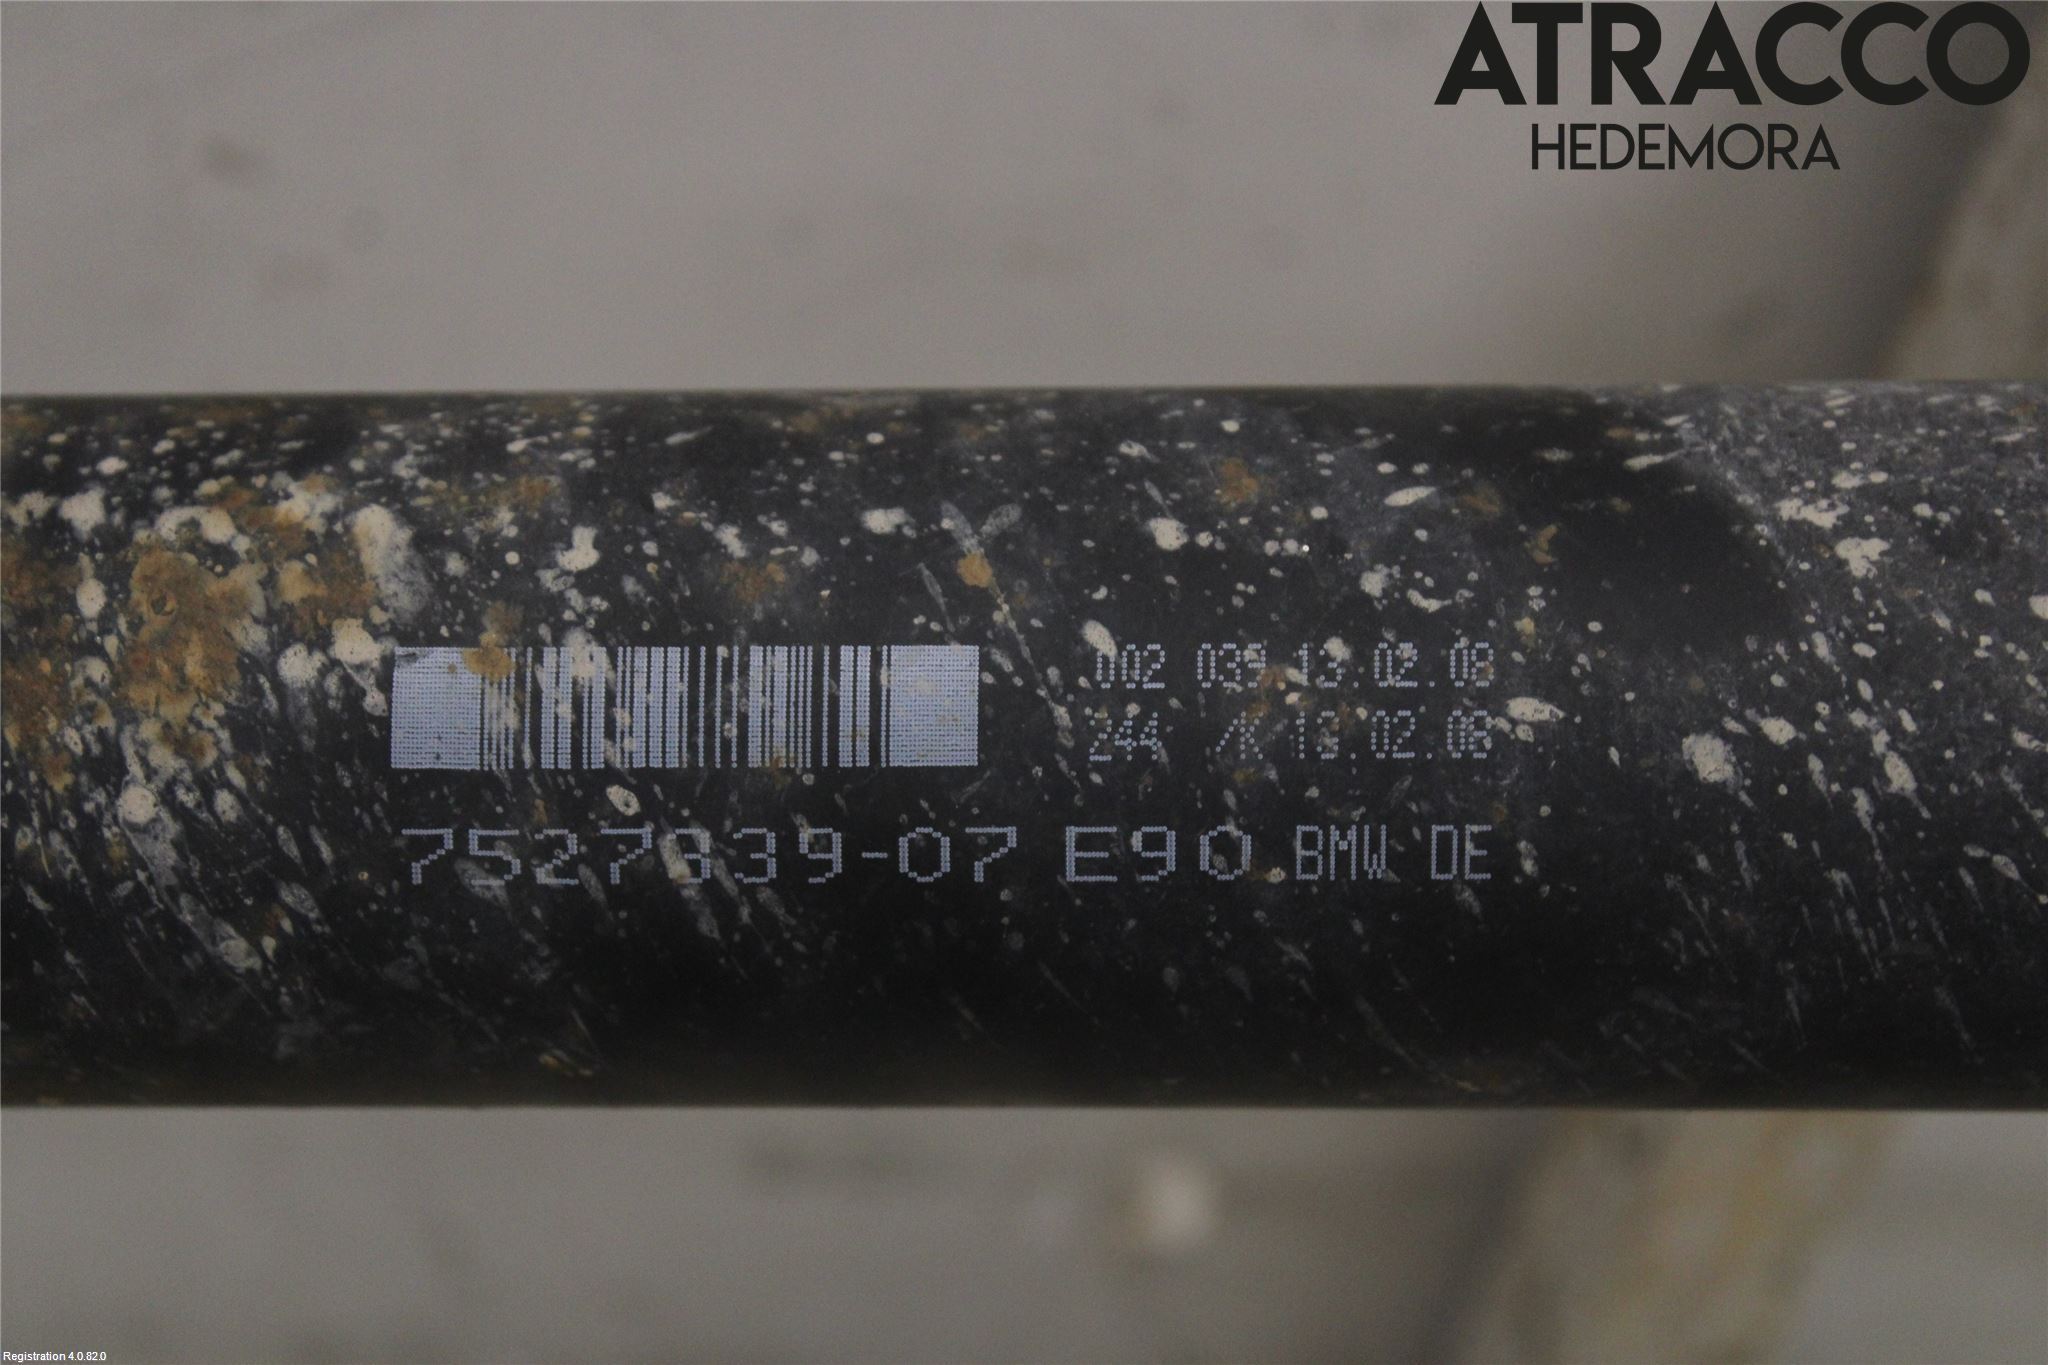 ATRACCO
HEDEMORA
002 039 13.02.08
244 /K 13.02.08
7527339-07 E90 BMW DE
Registration 4.0.82.0